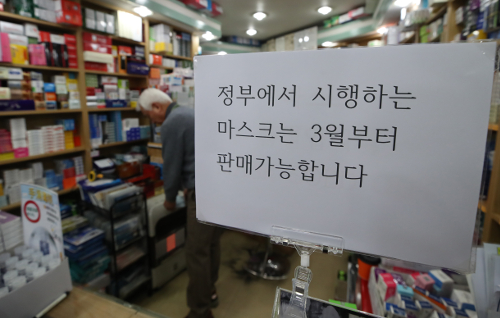 정부에서 시행하는
마스크는 3월부터
판매가능합니다